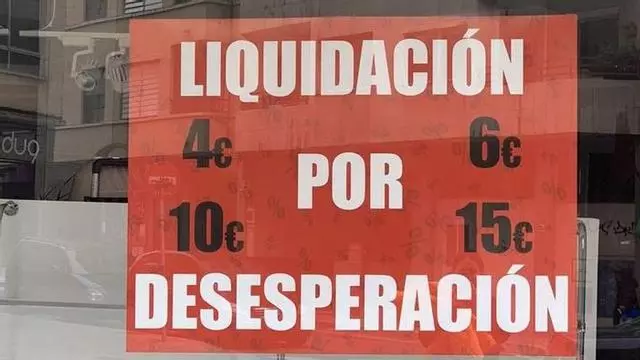 LIQUIDACIÓN
4€ 6€
POR
10€ 15€
DESESPERACIÓN